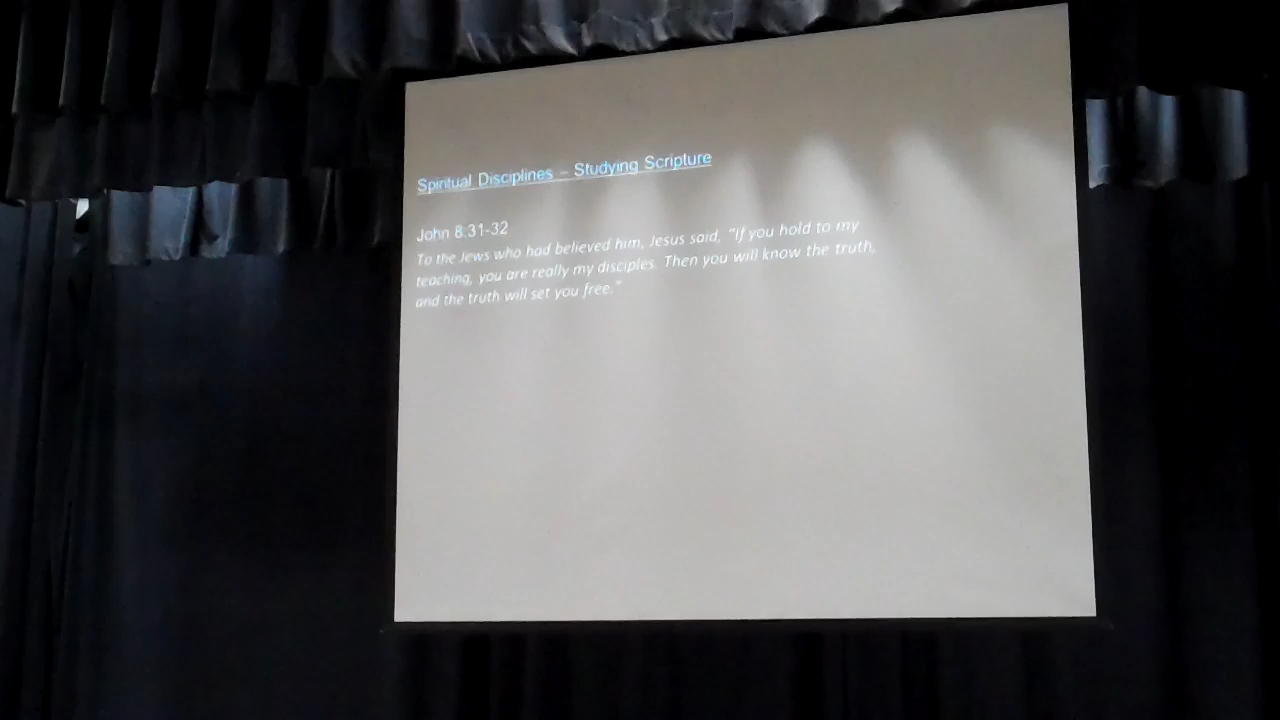 Spiritual Disciplines – Studying Scripture
John 8:31-32
To the Jews who had believed him, Jesus said, "If you hold to my
teaching, you are really my disciples. Then you will know the truth,
and the truth will set you free."